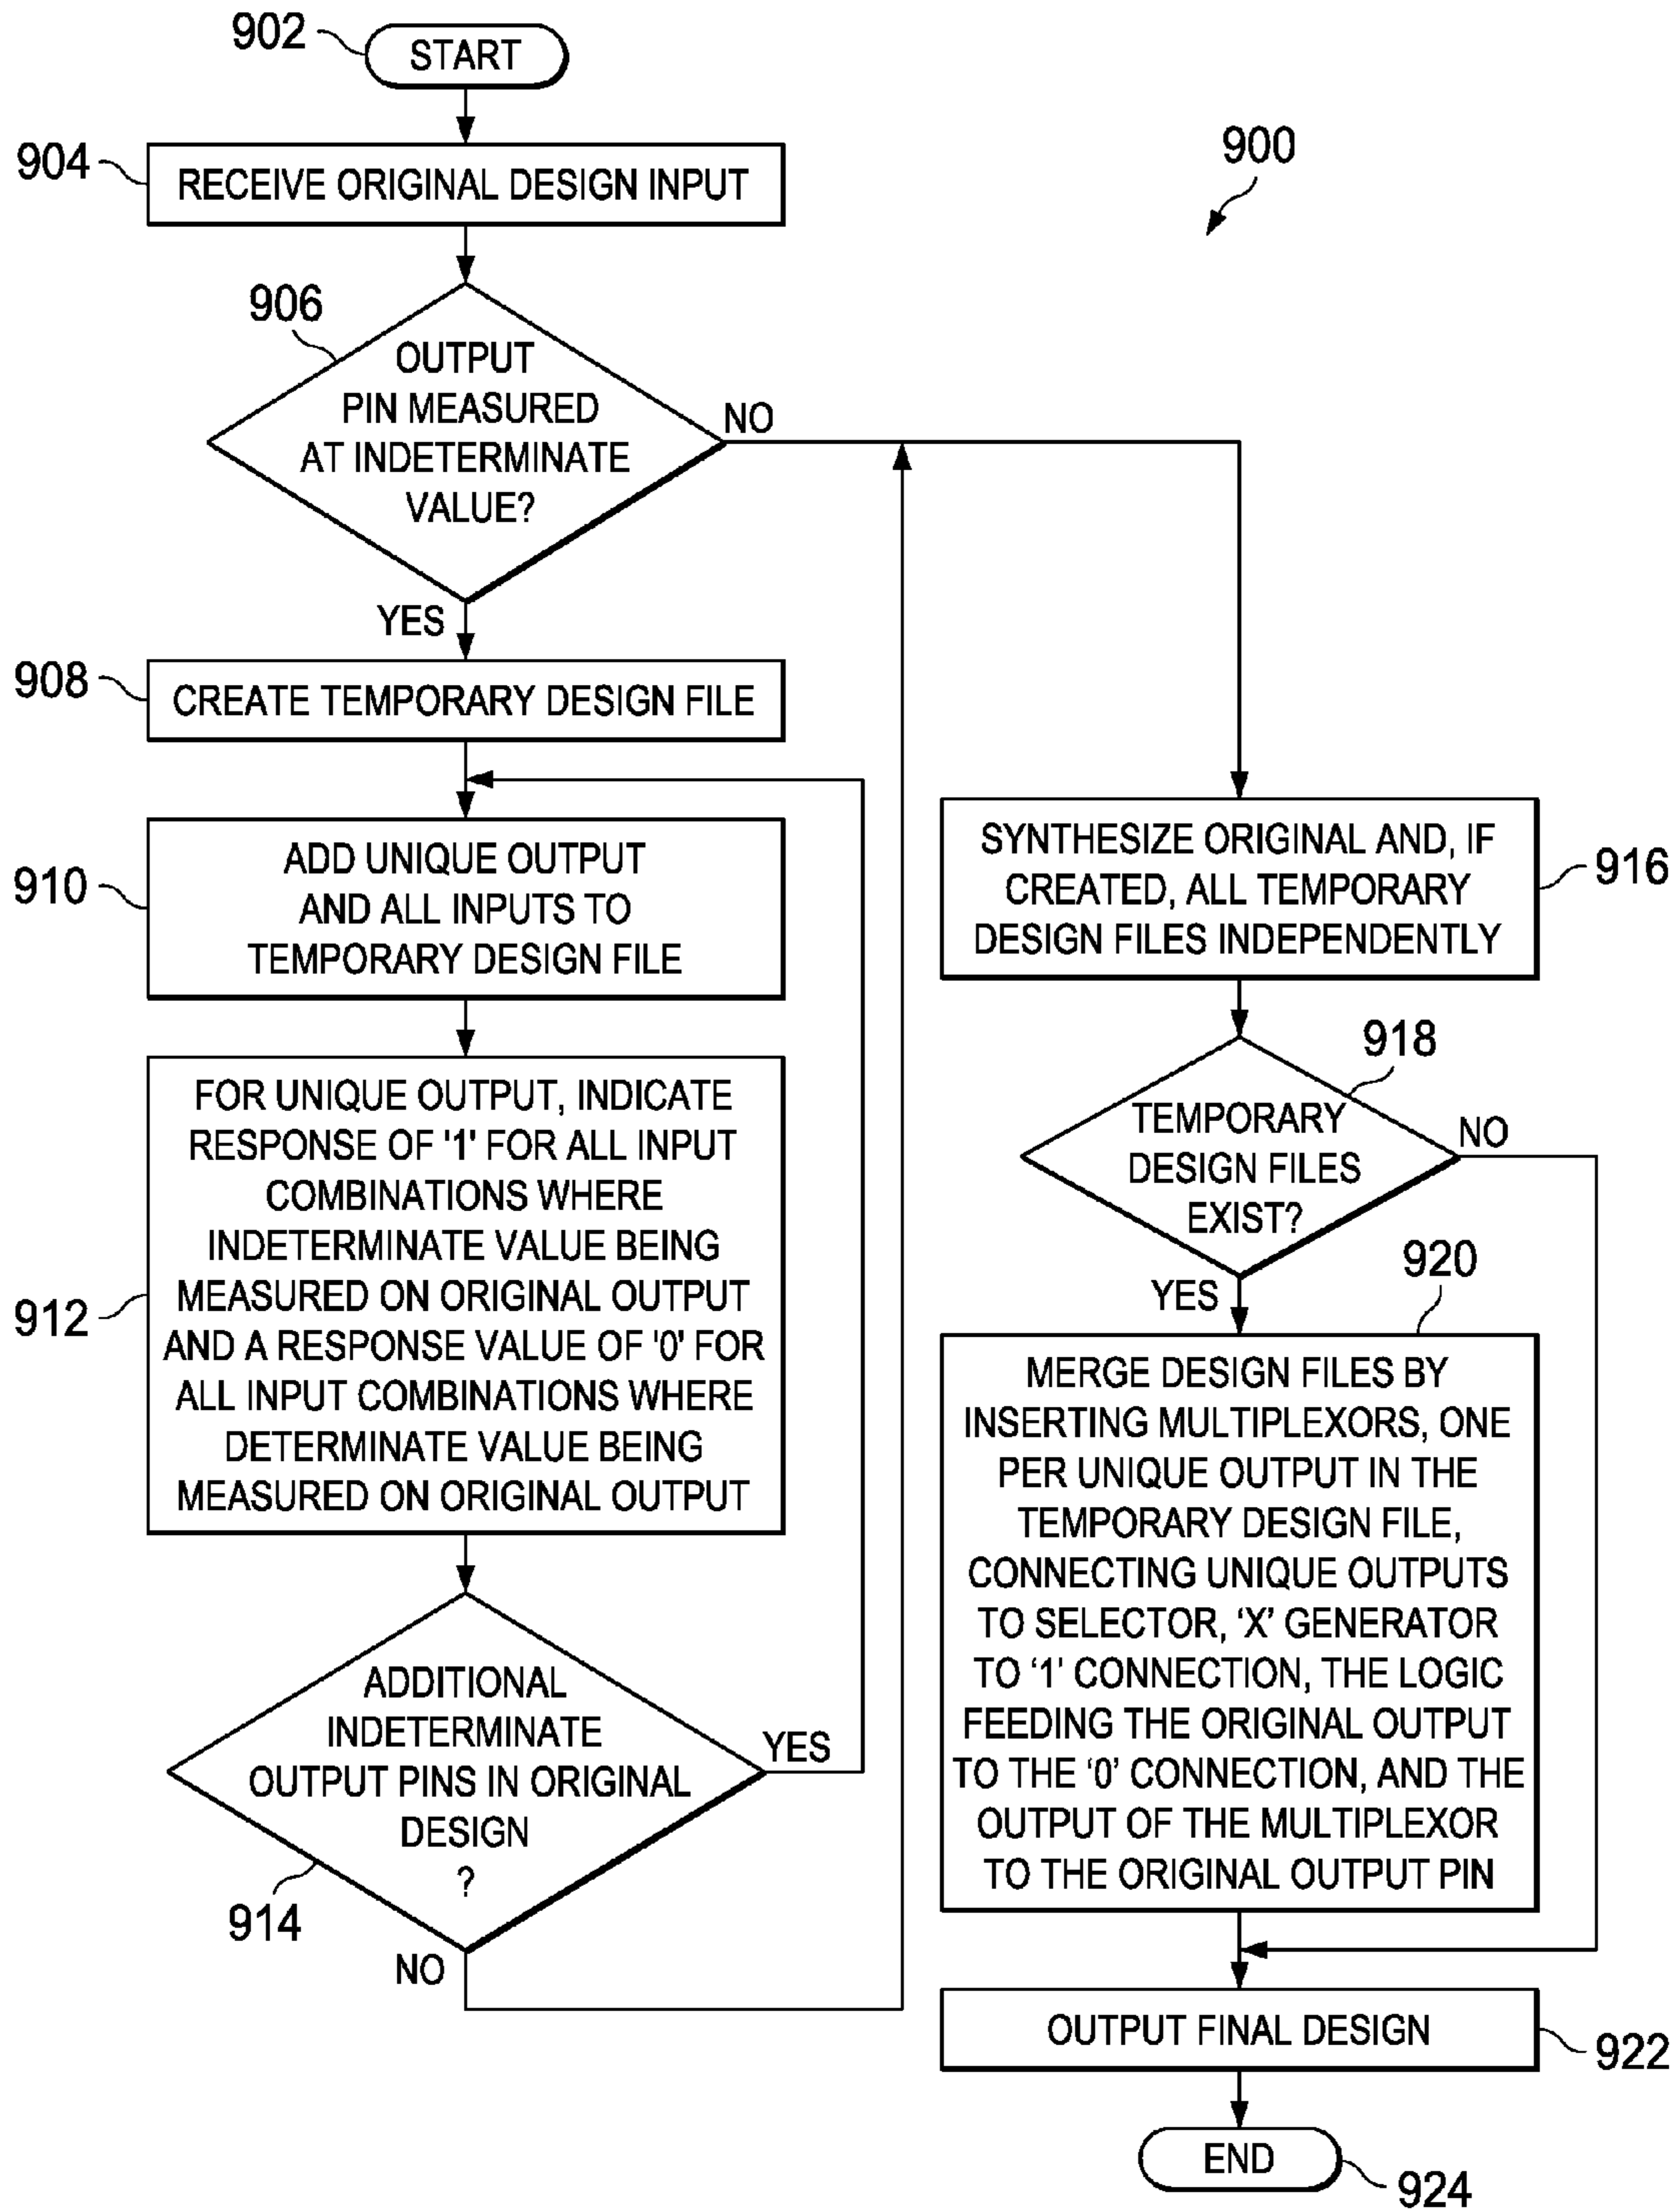 902
START
904
RECEIVE ORIGINAL DESIGN INPUT
900
906
OUTPUT
PIN MEASURED
AT INDETERMINATE
VALUE?
NO
YES
908
CREATE TEMPORARY DESIGN FILE
910
ADD UNIQUE OUTPUT
AND ALL INPUTS TO
TEMPORARY DESIGN FILE
912
FOR UNIQUE OUTPUT, INDICATE
RESPONSE OF '1' FOR ALL INPUT
COMBINATIONS WHERE
INDETERMINATE VALUE BEING
MEASURED ON ORIGINAL OUTPUT
AND A RESPONSE VALUE OF '0' FOR
ALL INPUT COMBINATIONS WHERE
DETERMINATE VALUE BEING
MEASURED ON ORIGINAL OUTPUT
ADDITIONAL
INDETERMINATE
OUTPUT PINS IN ORIGINAL
DESIGN
?
YES
914
NO
SYNTHESIZE ORIGINAL AND, IF
CREATED, ALL TEMPORARY
DESIGN FILES INDEPENDENTLY
916
918
TEMPORARY
DESIGN FILES
EXIST?
NO
YES
920
MERGE DESIGN FILES BY
INSERTING MULTIPLEXORS, ONE
PER UNIQUE OUTPUT IN THE
TEMPORARY DESIGN FILE,
CONNECTING UNIQUE OUTPUTS
TO SELECTOR, ‘X’ GENERATOR
TO ‘1’ CONNECTION, THE LOGIC
FEEDING THE ORIGINAL OUTPUT
TO THE ‘0’ CONNECTION, AND THE
OUTPUT OF THE MULTIPLEXOR
TO THE ORIGINAL OUTPUT PIN
OUTPUT FINAL DESIGN
922
END
924